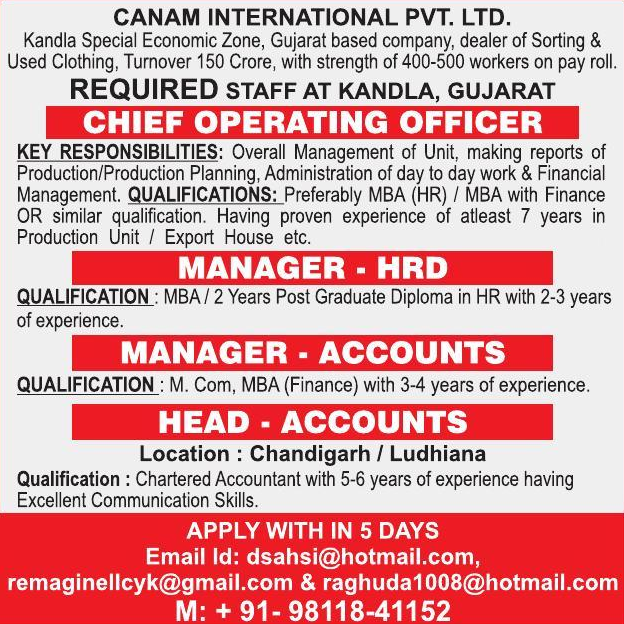 CANAM INTERNATIONAL PVT. LTD.
Kandla Special Economic Zone, Gujarat based company, dealer of Sorting &
Used Clothing, Turnover 150 Crore, with strength of 400-500 workers on pay roll.
REQUIRED STAFF AT KANDLA, GUJARAT
CHIEF OPERATING OFFICER
KEY RESPONSIBILITIES: Overall Management of Unit, making reports of
Production/Production Planning, Administration of day to day work & Financial
Management. QUALIFICATIONS: Preferably MBA (HR) / MBA with Finance
OR similar qualification. Having proven experience of atleast 7 years in
Production Unit / Export House etc.
MANAGER - HRD
QUALIFICATION : MBA / 2 Years Post Graduate Diploma in HR with 2-3 years
of experience.
MANAGER - ACCOUNTS
QUALIFICATION : M. Com, MBA (Finance) with 3-4 years of experience.
HEAD - ACCOUNTS
Location : Chandigarh / Ludhiana
Qualification : Chartered Accountant with 5-6 years of experience having
Excellent Communication Skills.
APPLY WITH IN 5 DAYS
Email Id: dsahsi@hotmail.com,
remaginellcyk@gmail.com & raghuda1008@hotmail.com
M: + 91- 98118-41152